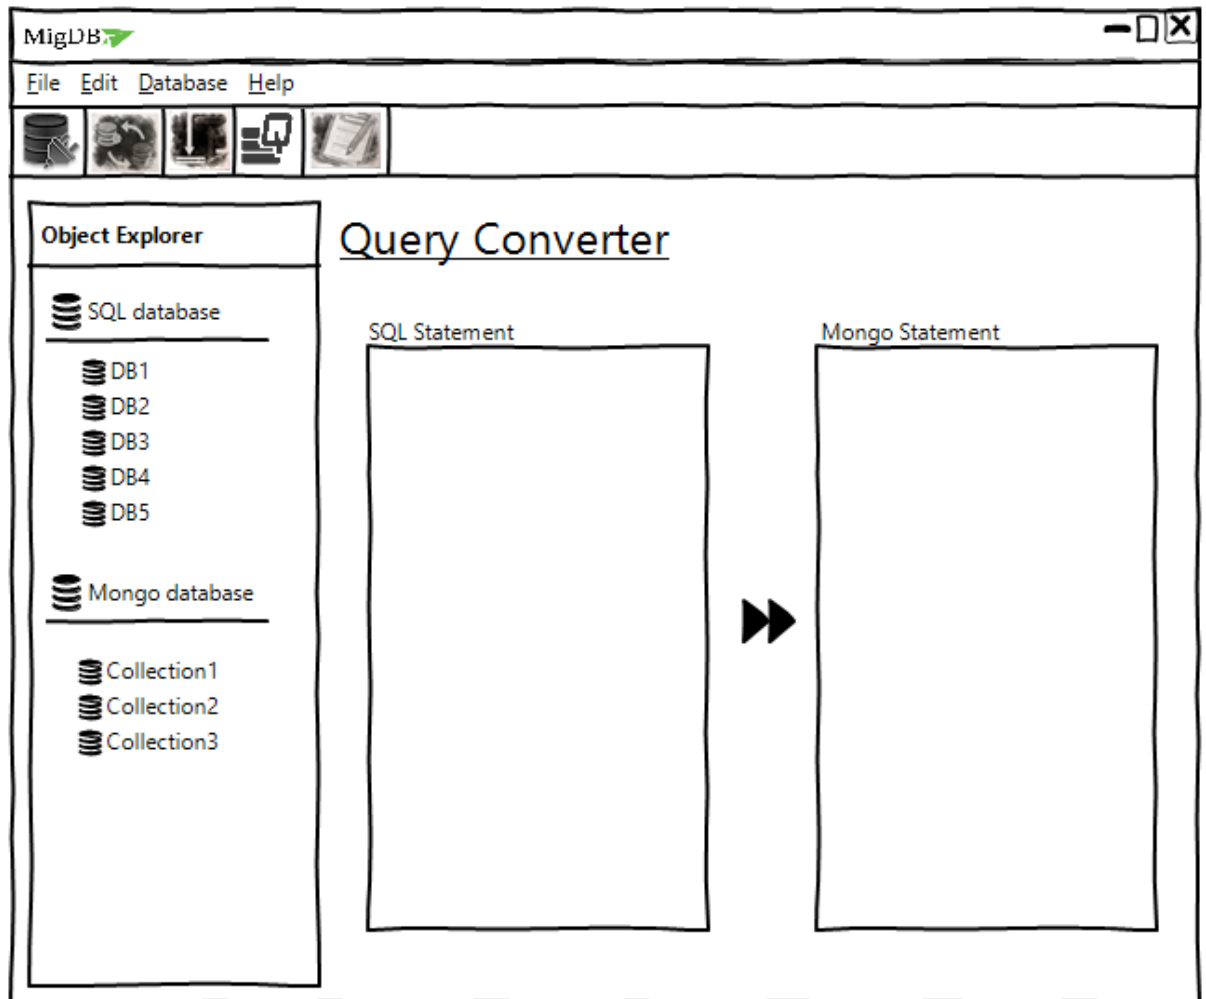 MigDB
File Edit Database Help
Object Explorer
SQL database
DB1
DB2
DB3
DB4
DB5
Mongo database
Collection1
Collection2
Collection3
Query Converter
SQL Statement
Mongo Statement